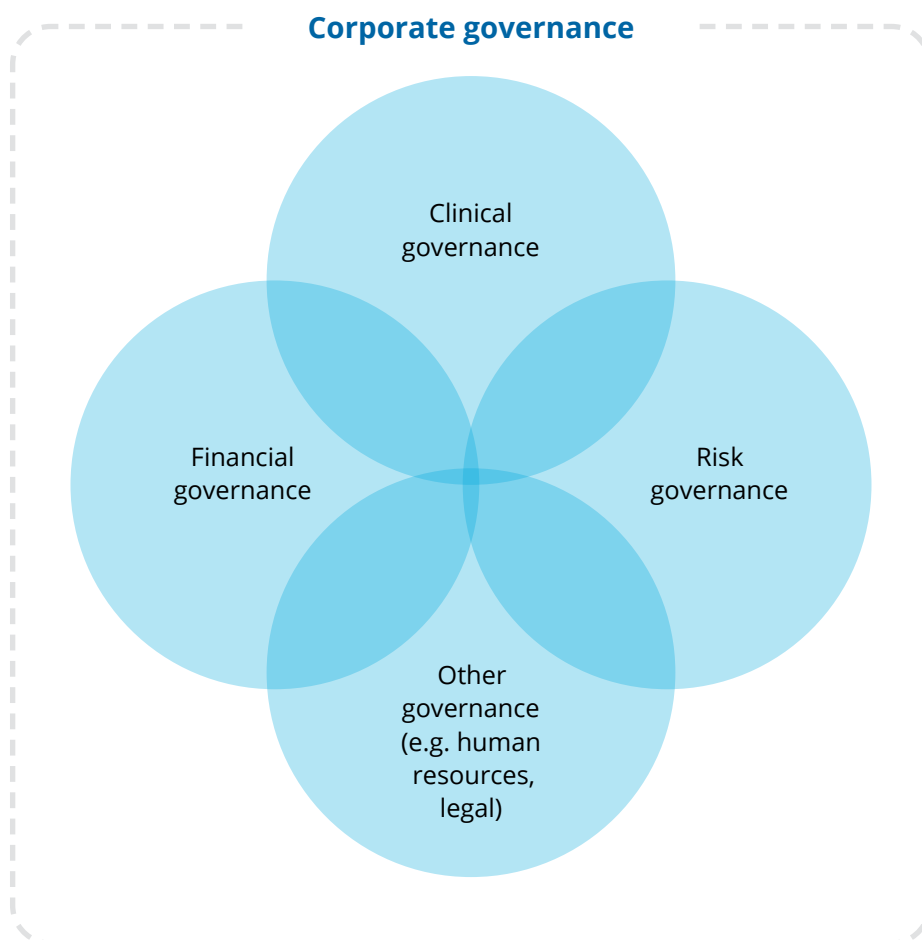 Corporate governance
Clinical
governance
Financial
governance
Risk
governance
Other
governance
(e.g. human
resources,
legal)